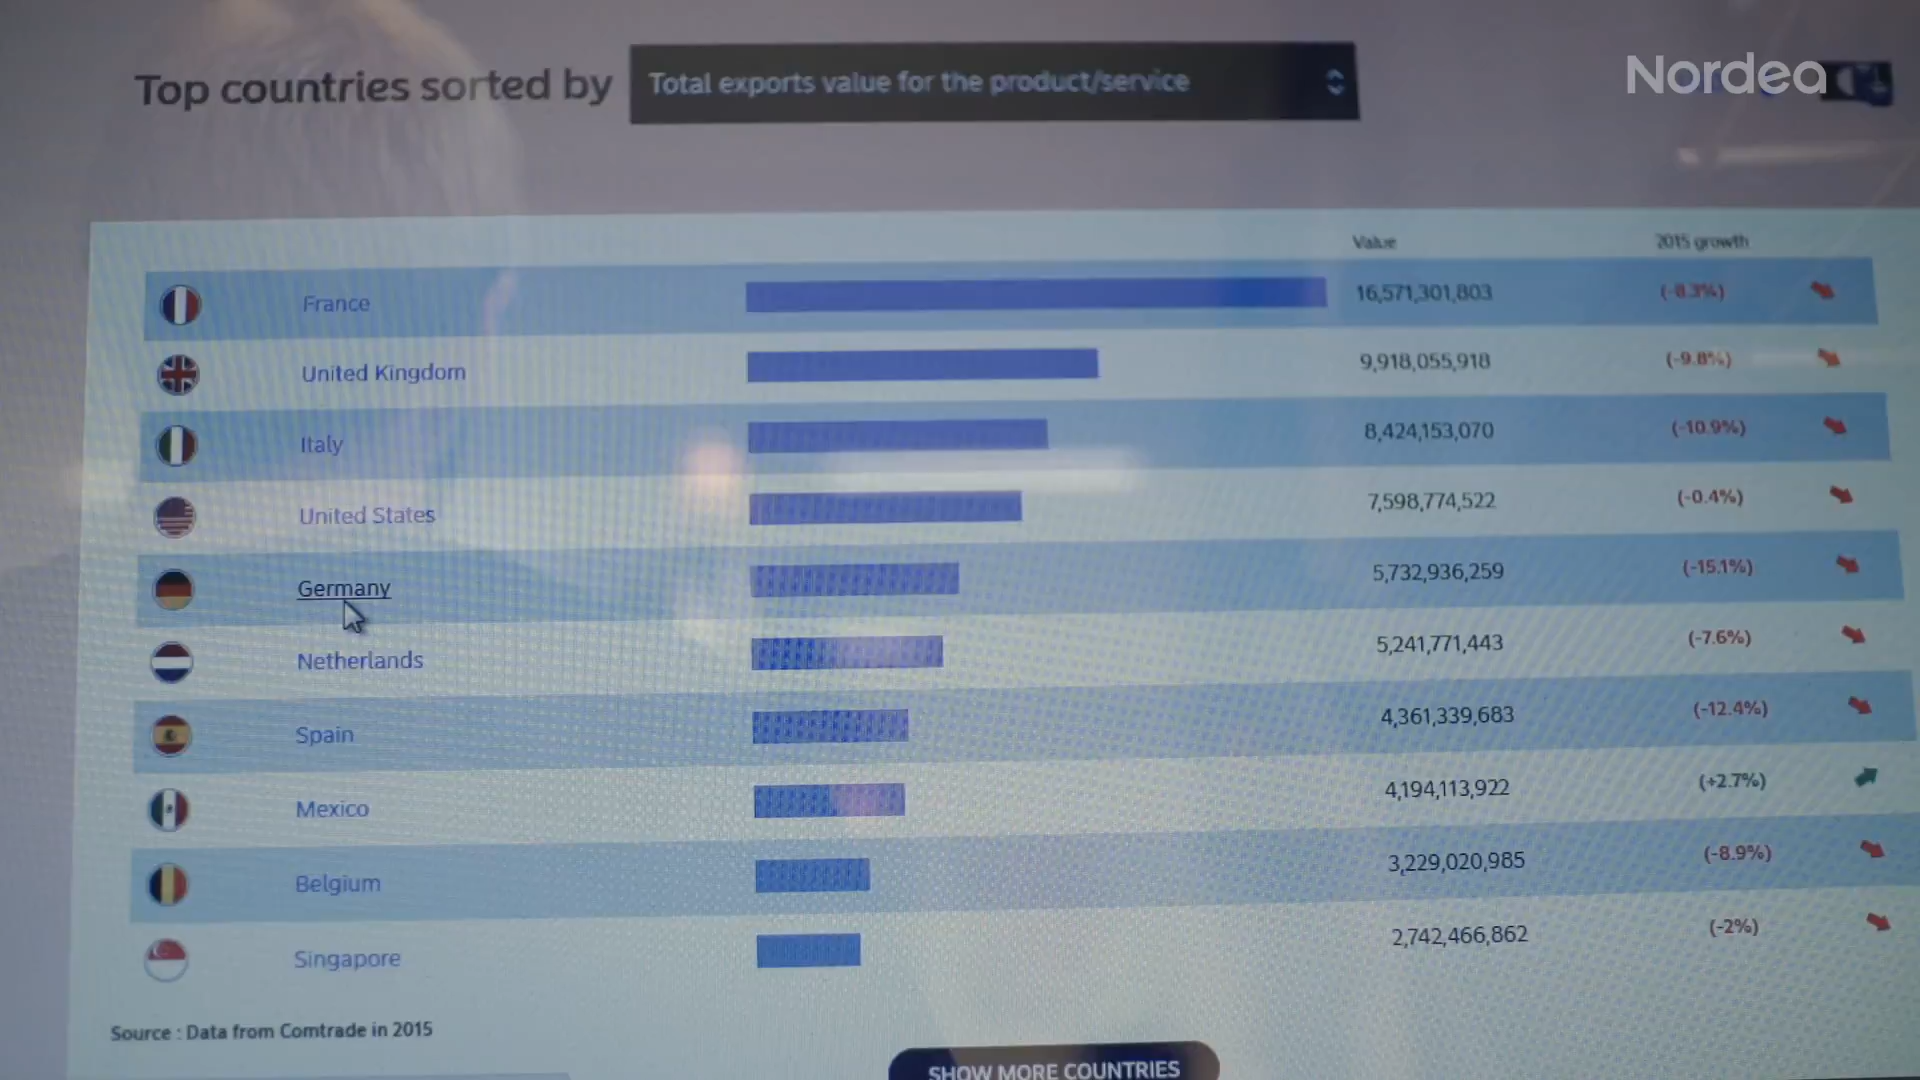 Top countries sorted by Total exports value for the product/service
Nordea
Value 2015 growth
France 16,571,301,803 (-8.3%)
United Kingdom 9,918,055,918 (-9.8%)
Italy 8,424,153,070 (-10.9%)
United States 7,598,774,522 (-0.4%)
Germany 5,732,936,259 (-15.1%)
Netherlands 5,241,771,443 (-7.6%)
Spain 4,361,339,683 (-12.4%)
Mexico 4,194,113,922 (+2.7%)
Belgium 3,229,020,985 (-8.9%)
Singapore 2,742,466,862 (-2%)
Source : Data from Comtrade in 2015
SHOW MORE COUNTRIES